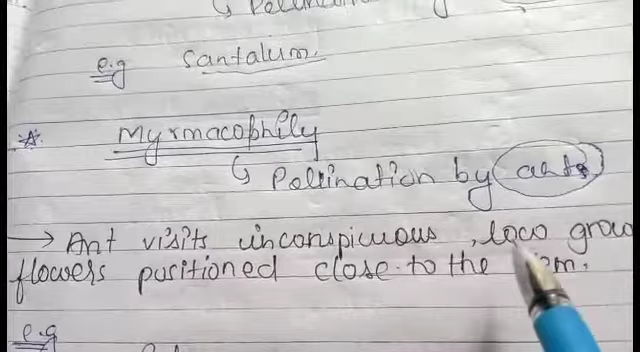 e.g Santalum.
Myrmacophily
↳ Pollination by ants
→ Ant visits inconspicuous, low grow
flowers positioned close to the
e.g